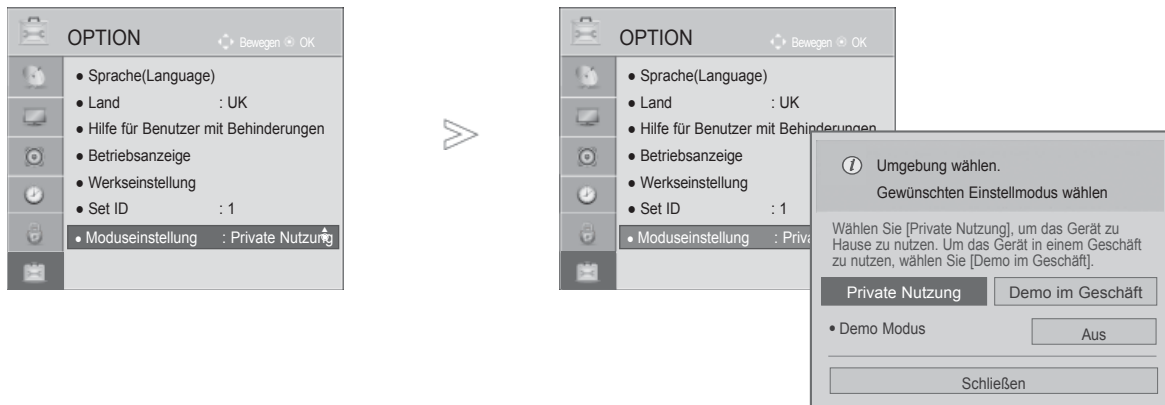 OPTION
Bewegen OK
● Sprache(Language)
● Land : UK
● Hilfe für Benutzer mit Behinderungen
● Betriebsanzeige
● Werkseinstellung
● Set ID : 1
● Moduseinstellung : Private Nutzung
OPTION
Bewegen OK
● Sprache(Language)
● Land : UK
● Hilfe für Benutzer mit Behinderungen
● Betriebsanzeige
● Werkseinstellung
● Set ID : 1
● Moduseinstellung : Priva
i Umgebung wählen.
Gewünschten Einstellmodus wählen
Wählen Sie [Private Nutzung], um das Gerät zu
Hause zu nutzen. Um das Gerät in einem Geschäft
zu nutzen, wählen Sie [Demo im Geschäft].
Private Nutzung Demo im Geschäft
• Demo Modus Aus
Schließen